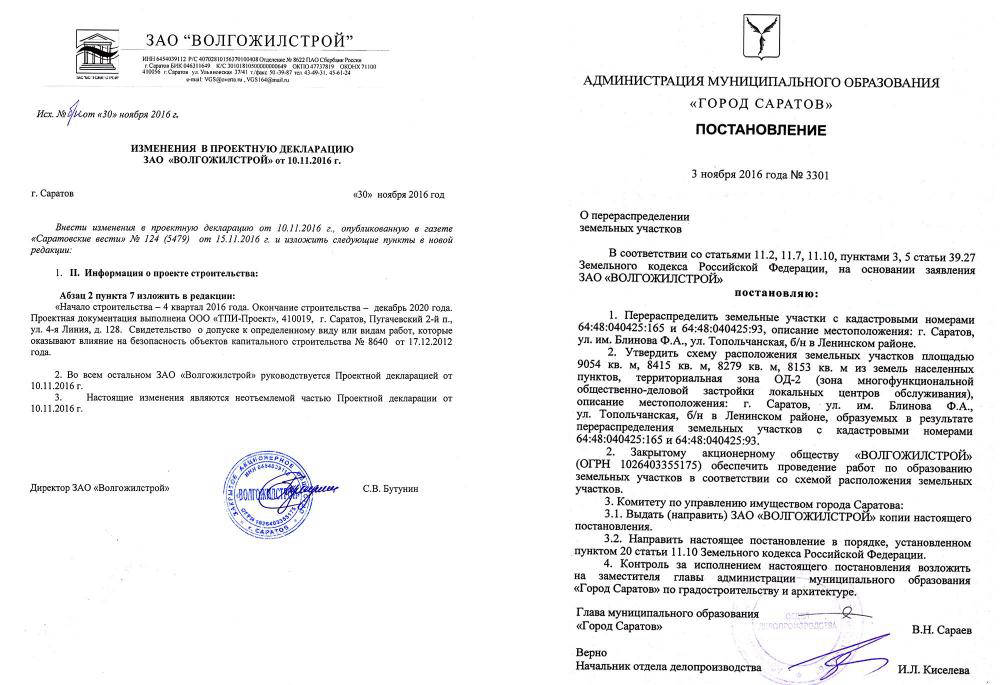 ЗАО "ВОЛГОЖИЛСТРОЙ"
ИНН 6454039112 Р/С 40702810156370100408 Отделение № 8622 ПАО Сбербанк России
г. Саратов БИК 046311649 К/С 30101810500000000649 ОКПО 47737819 ОКОНХ 71100
410056 г. Саратов ул. Ульяновская 37/41 т/факс 50-39-87 тел. 43-49-31, 45-61-24
e-mail: VGS@overta.ru , VGS164@mail.ru
Исх. № от «30» ноября 2016 г.
ИЗМЕНЕНИЯ В ПРОЕКТНУЮ ДЕКЛАРАЦИЮ
ЗАО «ВОЛГОЖИЛСТРОЙ» от 10.11.2016 г.
г. Саратов «30» ноября 2016 год
Внести изменения в проектную декларацию от 10.11.2016 г., опубликованную в газете
«Саратовские вести» № 124 (5479) от 15.11.2016 г. и изложить следующие пункты в новой
редакции:
1. II. Информация о проекте строительства:
Абзац 2 пункта 7 изложить в редакции:
«Начало строительства – 4 квартал 2016 года. Окончание строительства – декабрь 2020 года.
Проектная документация выполнена ООО «ТПИ-Проект», 410019, г. Саратов, Пугачевский 2-й п.,
ул. 4-я Линия, д. 128. Свидетельство о допуске к определенному виду или видам работ, которые
оказывают влияние на безопасность объектов капитального строительства № 8640 от 17.12.2012
года.
2. Во всем остальном ЗАО «Волгожилстрой» руководствуется Проектной декларацией от
10.11.2016 г.
3. Настоящие изменения являются неотъемлемой частью Проектной декларации от
10.11.2016 г.
Директор ЗАО «Волгожилстрой» С.В. Бутунин
«ВОЛГОЖИЛСТРОЙ»
АДМИНИСТРАЦИЯ МУНИЦИПАЛЬНОГО ОБРАЗОВАНИЯ
«ГОРОД САРАТОВ»
ПОСТАНОВЛЕНИЕ
3 ноября 2016 года № 3301
О перераспределении
земельных участков
В соответствии со статьями 11.2, 11.7, 11.10, пунктами 3, 5 статьи 39.27
Земельного кодекса Российской Федерации, на основании заявления
ЗАО «ВОЛГОЖИЛСТРОЙ»
постановляю:
1. Перераспределить земельные участки с кадастровыми номерами
64:48:040425:165 и 64:48:040425:93, описание местоположения: г. Саратов,
ул. им. Блинова Ф.А., ул. Топольчанская, б/н в Ленинском районе.
2. Утвердить схему расположения земельных участков площадью
9054 кв. м, 8415 кв. м, 8279 кв. м, 8153 кв. м из земель населенных
пунктов, территориальная зона ОД-2 (зона многофункциональной
общественно-деловой застройки локальных центров обслуживания),
описание местоположения: г. Саратов, ул. им. Блинова Ф.А.,
ул. Топольчанская, б/н в Ленинском районе, образуемых в результате
перераспределения земельных участков с кадастровыми номерами
64:48:040425:165 и 64:48:040425:93.
2. Закрытому акционерному обществу «ВОЛГОЖИЛСТРОЙ»
(ОГРН 1026403355175) обеспечить проведение работ по образованию
земельных участков в соответствии со схемой расположения земельных
участков.
3. Комитету по управлению имуществом города Саратова:
3.1. Выдать (направить) ЗАО «ВОЛГОЖИЛСТРОЙ» копии настоящего
постановления.
3.2. Направить настоящее постановление в порядке, установленном
пунктом 20 статьи 11.10 Земельного кодекса Российской Федерации.
4. Контроль за исполнением настоящего постановления возложить
на заместителя главы администрации муниципального образования
«Город Саратов» по градостроительству и архитектуре.
Глава муниципального образования
«Город Саратов» В.Н. Сараев
ОТДЕЛ
ДЕЛОПРОИЗВОДСТВА
Верно
Начальник отдела делопроизводства И.Л. Киселева